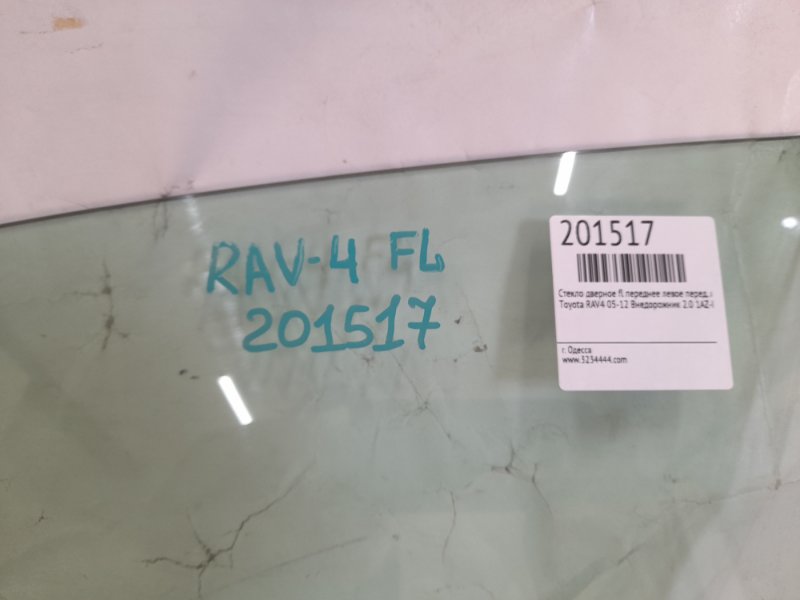 RAV-4 FL
201517
201517
Стекло дверное fl переднее левое перед.
Toyota RAV4 05-12 Внедорожник 2.0 1AZ-
г. Одесса
www.3234444.com